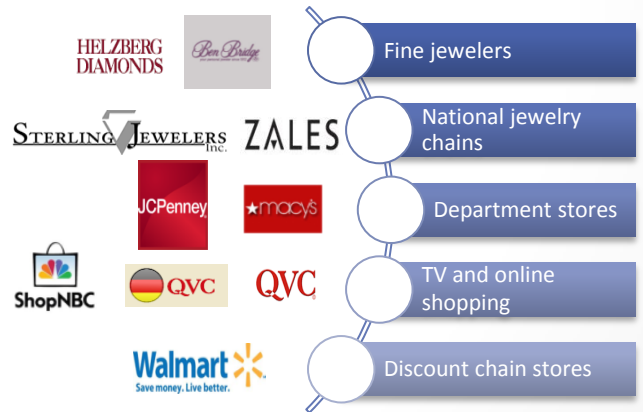 HELZBERG
DIAMONDS
Ben Bridge
Fine jewelers
STERLING JEWELERS
Inc.
ZALES
National jewelry
chains
JCPenney
macy's
Department stores
ShopNBC
QVC
QVC
TV and online
shopping
Walmart
Save money. Live better.
Discount chain stores